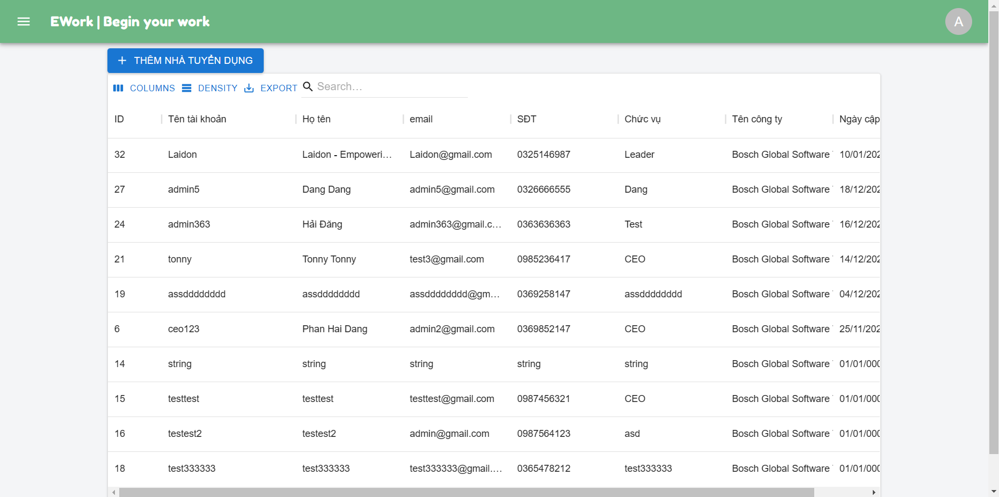 EWork | Begin your work
A
THÊM NHÀ TUYỂN DỤNG
COLUMNS DENSITY EXPORT Search…
ID Tên tài khoản Họ tên email SĐT Chức vụ Tên công ty Ngày cập
32 Laidon Laidon - Empoweri… Laidon@gmail.com 0325146987 Leader Bosch Global Software 10/01/202
27 admin5 Dang Dang admin5@gmail.com 0326666555 Dang Bosch Global Software 18/12/202
24 admin363 Hải Đăng admin363@gmail.c… 0363636363 Test Bosch Global Software 16/12/202
21 tonny Tonny Tonny test3@gmail.com 0985236417 CEO Bosch Global Software 14/12/202
19 assdddddddd assdddddddd assdddddddd@gm… 0369258147 assdddddddd Bosch Global Software 04/12/202
6 ceo123 Phan Hai Dang admin2@gmail.com 0369852147 CEO Bosch Global Software 25/11/202
14 string string string string string Bosch Global Software 01/01/000
15 testtest testtest testtest@gmail.com 0987456321 CEO Bosch Global Software 01/01/000
16 testest2 testest2 admin@gmail.com 0987564123 asd Bosch Global Software 01/01/000
18 test333333 test333333 test333333@gmail.… 0365478212 test333333 Bosch Global Software 01/01/000